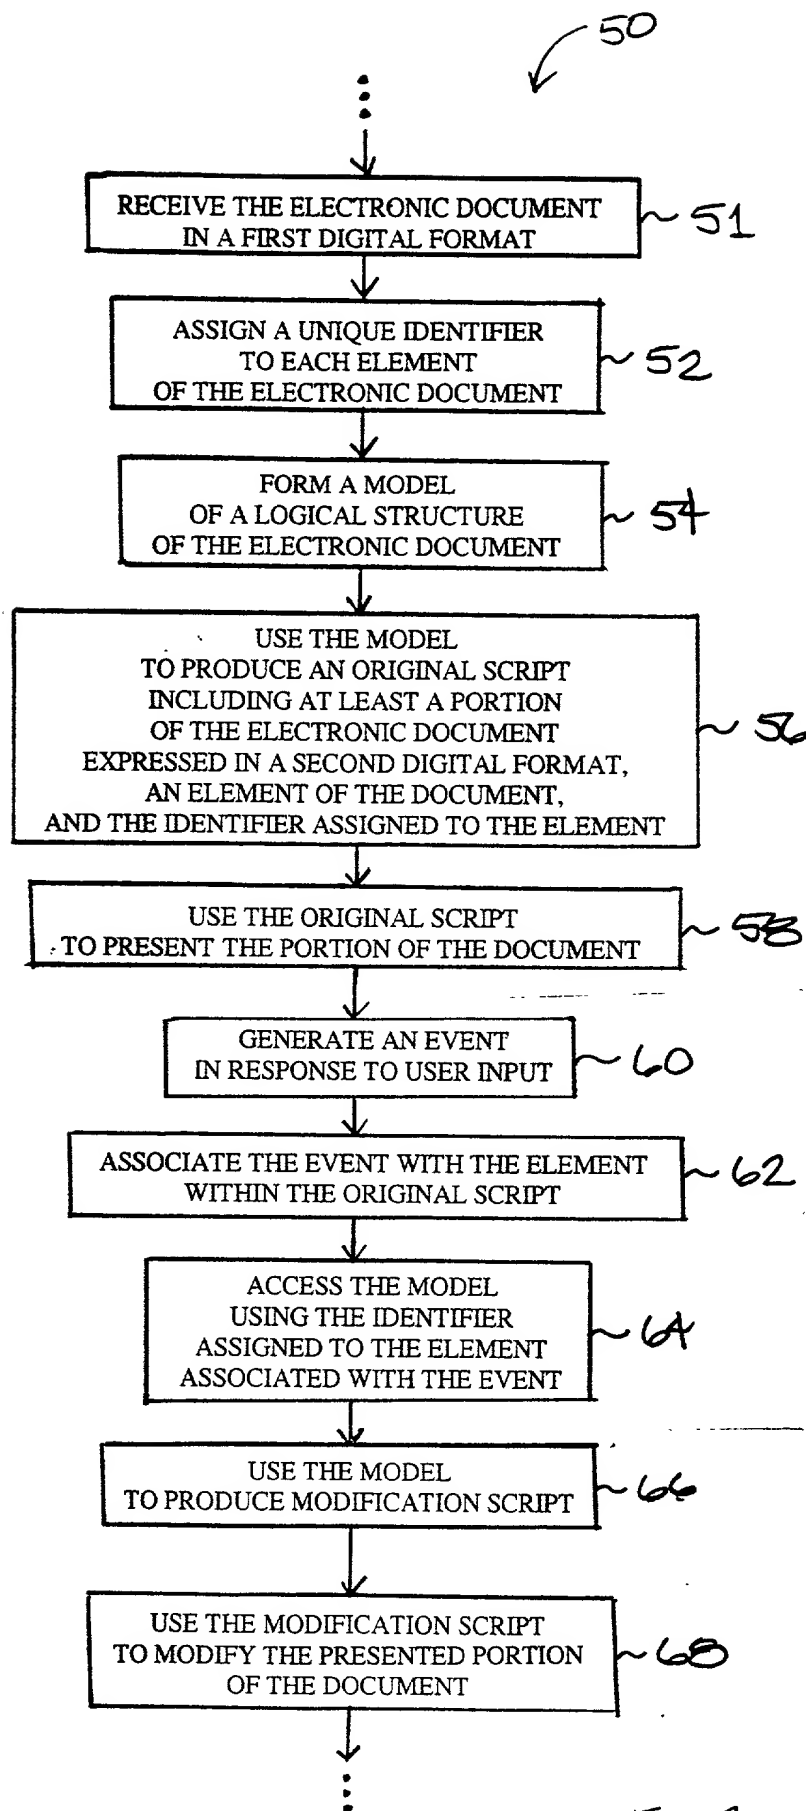 50
RECEIVE THE ELECTRONIC DOCUMENT
IN A FIRST DIGITAL FORMAT
51
ASSIGN A UNIQUE IDENTIFIER
TO EACH ELEMENT
OF THE ELECTRONIC DOCUMENT
52
FORM A MODEL
OF A LOGICAL STRUCTURE
OF THE ELECTRONIC DOCUMENT
54
USE THE MODEL
TO PRODUCE AN ORIGINAL SCRIPT
INCLUDING AT LEAST A PORTION
OF THE ELECTRONIC DOCUMENT
EXPRESSED IN A SECOND DIGITAL FORMAT,
AN ELEMENT OF THE DOCUMENT,
AND THE IDENTIFIER ASSIGNED TO THE ELEMENT
56
USE THE ORIGINAL SCRIPT
TO PRESENT THE PORTION OF THE DOCUMENT
58
GENERATE AN EVENT
IN RESPONSE TO USER INPUT
60
ASSOCIATE THE EVENT WITH THE ELEMENT
WITHIN THE ORIGINAL SCRIPT
62
ACCESS THE MODEL
USING THE IDENTIFIER
ASSIGNED TO THE ELEMENT
ASSOCIATED WITH THE EVENT
64
USE THE MODEL
TO PRODUCE MODIFICATION SCRIPT
66
USE THE MODIFICATION SCRIPT
TO MODIFY THE PRESENTED PORTION
OF THE DOCUMENT
68